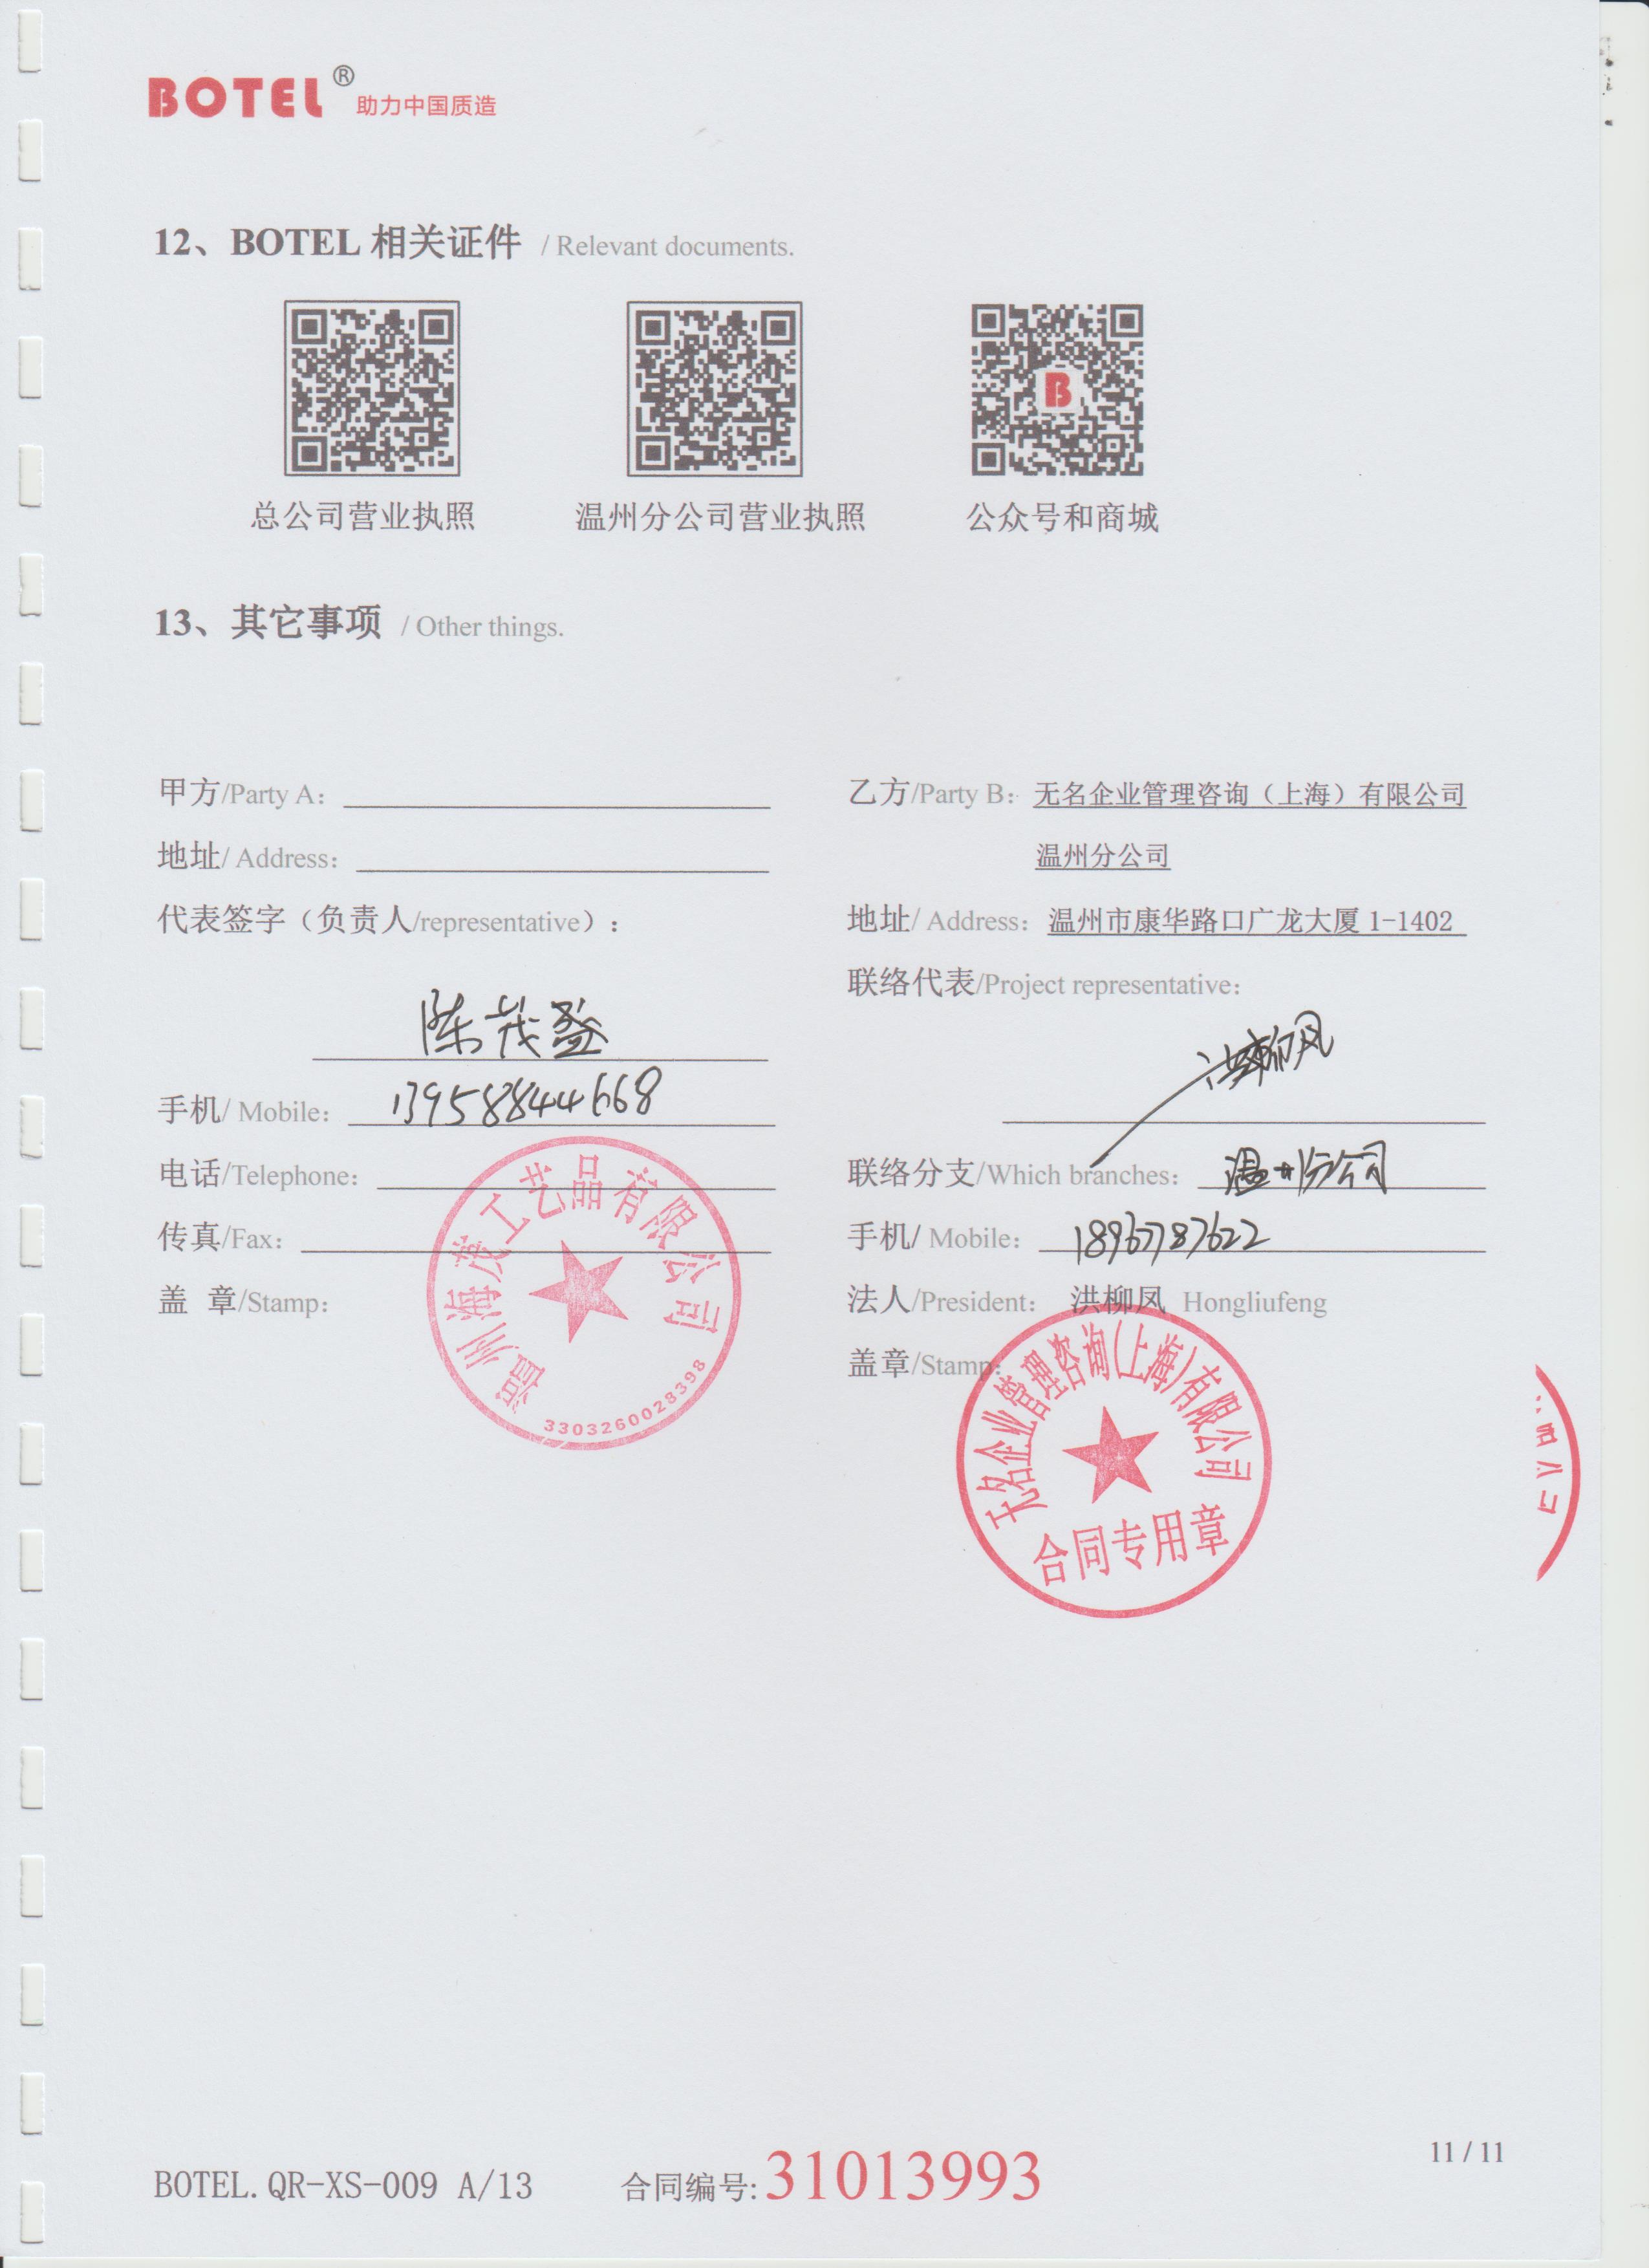 BOTEL® 助力中国质造
12、BOTEL 相关证件 / Relevant documents.
B
总公司营业执照 温州分公司营业执照 公众号和商城
13、其它事项 / Other things.
甲方/Party A：
地址/ Address：
代表签字（负责人/representative）：
陈茂盈
手机/ Mobile： 13958844668
电话/Telephone：
传真/Fax：
盖 章/Stamp：
温州海茂工艺品有限公司
3303260028398
乙方/Party B： 无名企业管理咨询（上海）有限公司
温州分公司
地址/ Address： 温州市康华路口广龙大厦 1-1402
联络代表/Project representative：
洪柳凤
联络分支/Which branches： 温州分公司
手机/ Mobile： 18967787622
法人/President： 洪柳凤 Hongliufeng
盖章/Stamp：
无名企业管理咨询(上海)有限公司
合同专用章
11 / 11
BOTEL.QR-XS-009 A/13 合同编号: 31013993